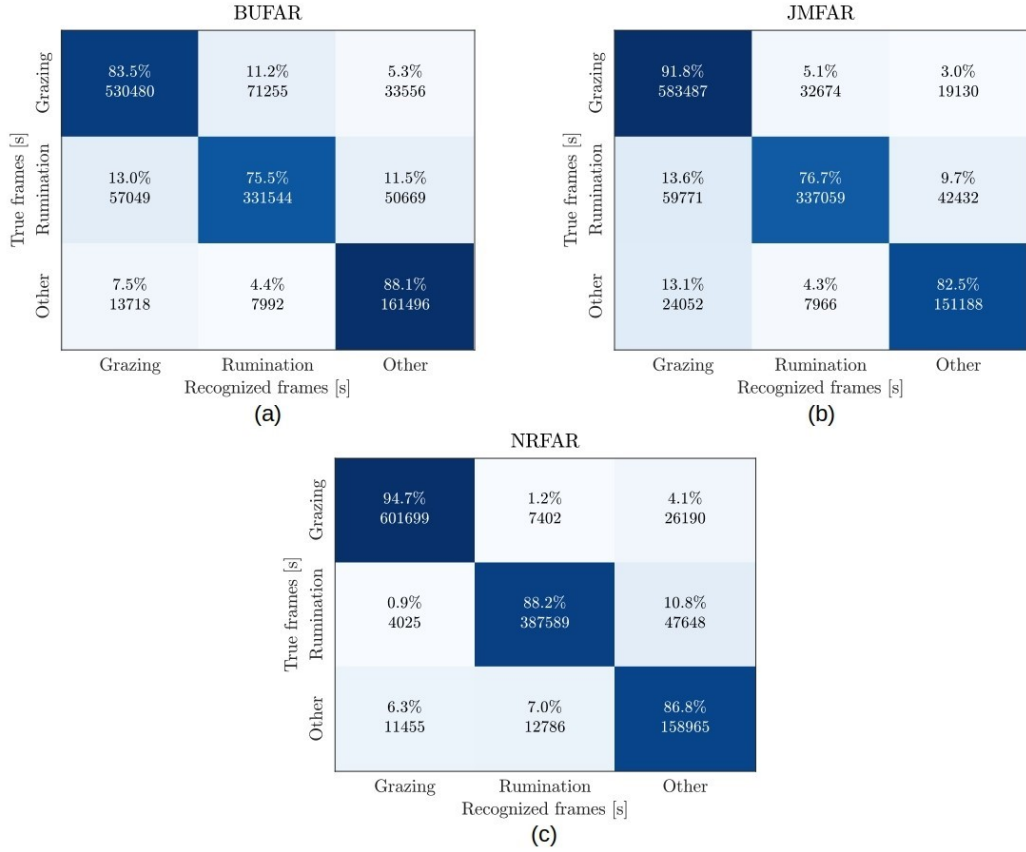 BUFAR
True frames [s]
Grazing
83.5% 11.2% 5.3%
530480 71255 33556
Rumination
13.0% 75.5% 11.5%
57049 331544 50669
Other
7.5% 4.4% 88.1%
13718 7992 161496
Grazing Rumination Other
Recognized frames [s]
(a)
JMFAR
True frames [s]
Grazing
91.8% 5.1% 3.0%
583487 32674 19130
Rumination
13.6% 76.7% 9.7%
59771 337059 42432
Other
13.1% 4.3% 82.5%
24052 7966 151188
Grazing Rumination Other
Recognized frames [s]
(b)
NRFAR
True frames [s]
Grazing
94.7% 1.2% 4.1%
601699 7402 26190
Rumination
0.9% 88.2% 10.8%
4025 387589 47648
Other
6.3% 7.0% 86.8%
11455 12786 158965
Grazing Rumination Other
Recognized frames [s]
(c)